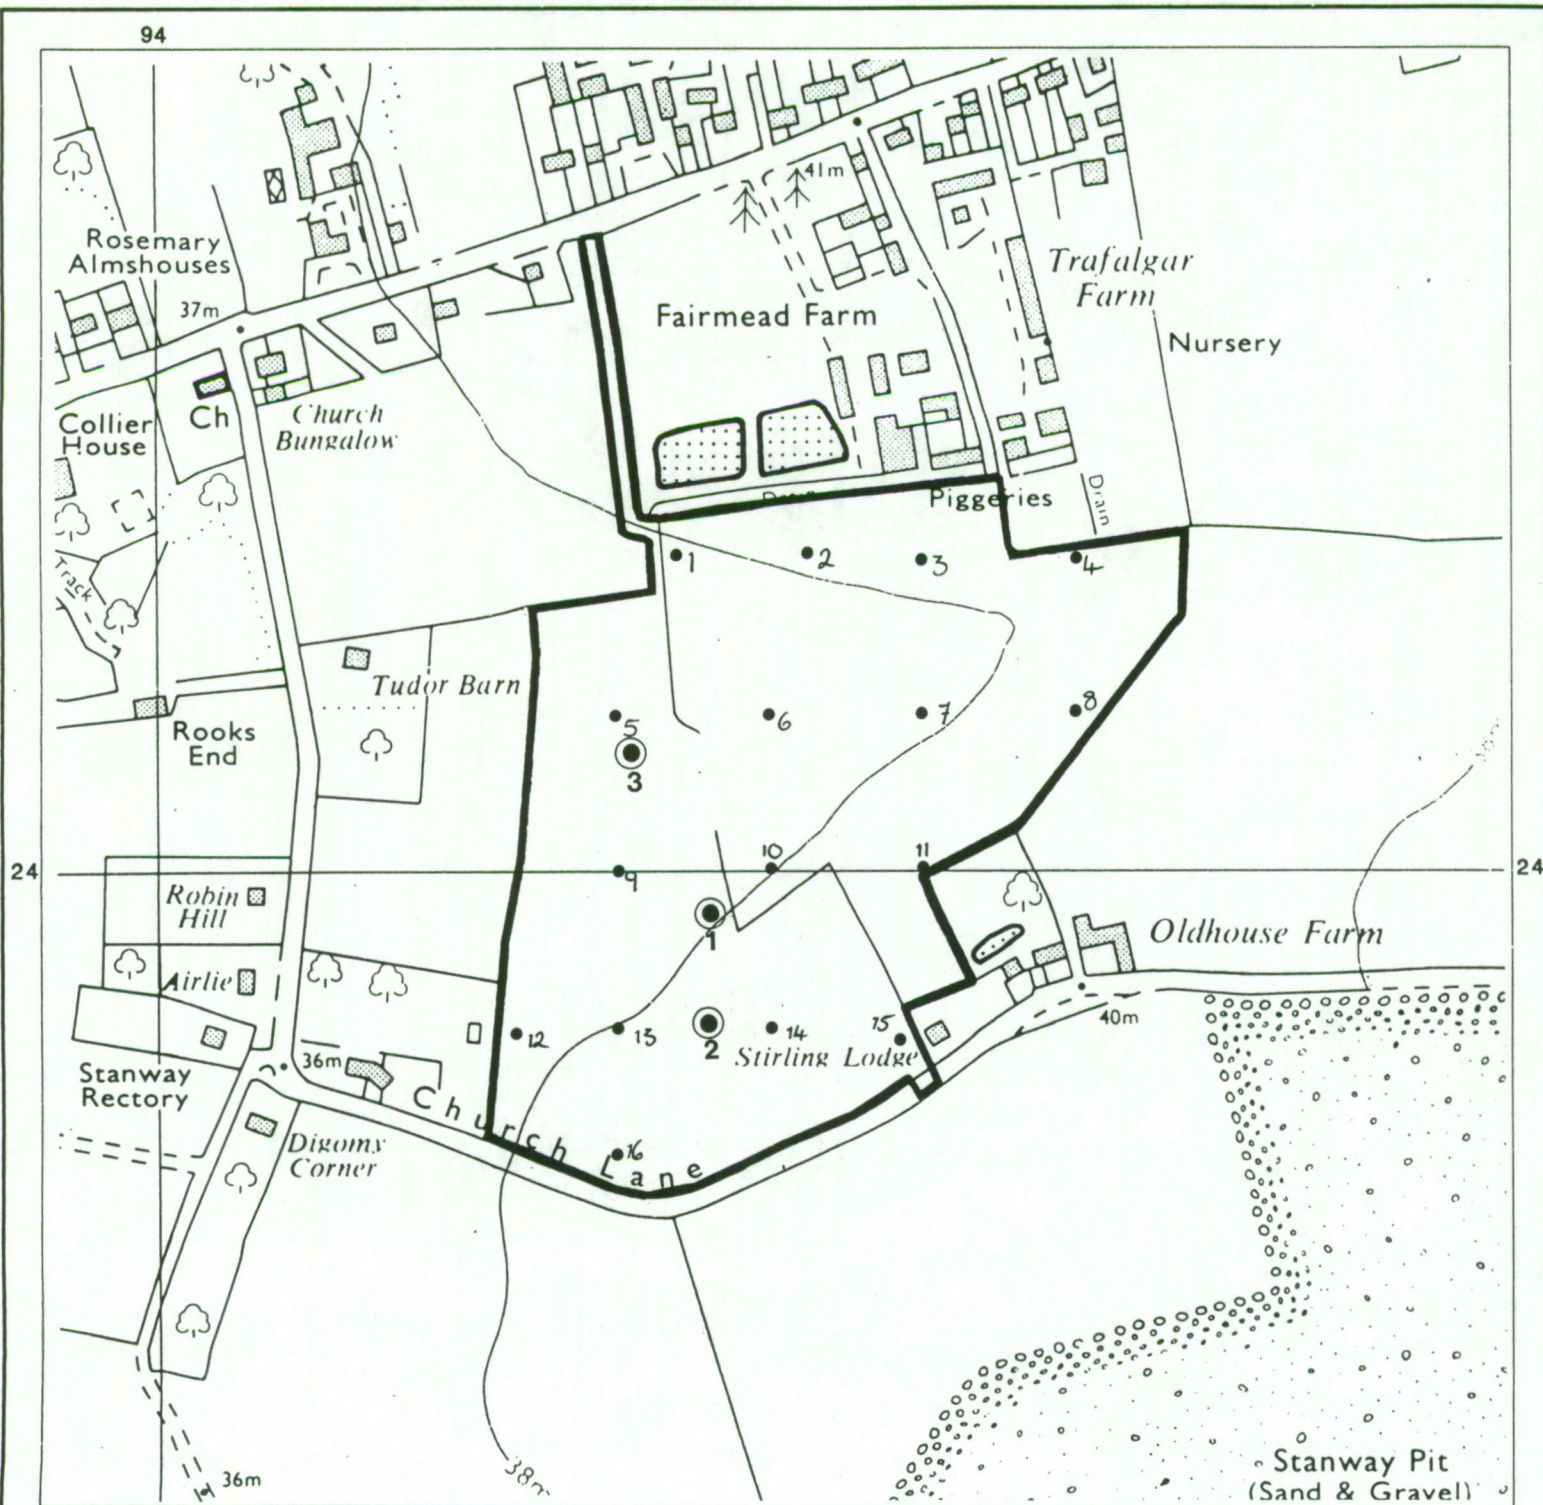 94
41m
Rosemary
Almshouses
37m
Trafalgar
Farm
Fairmead Farm
Nursery
Collier
House
Ch
Church
Bungalow
Piggeries
Drain
1
2
3
4
Track
Tudor Barn
5
6
7
8
Rooks
End
3
24
9
10
11
24
Robin
Hill
1
Oldhouse Farm
Airlie
40m
12
13
2
14
15
Stirling Lodge
36m
Stanway
Rectory
Church Lane
16
Digomy
Corner
36m
38m
Stanway Pit
(Sand & Gravel)